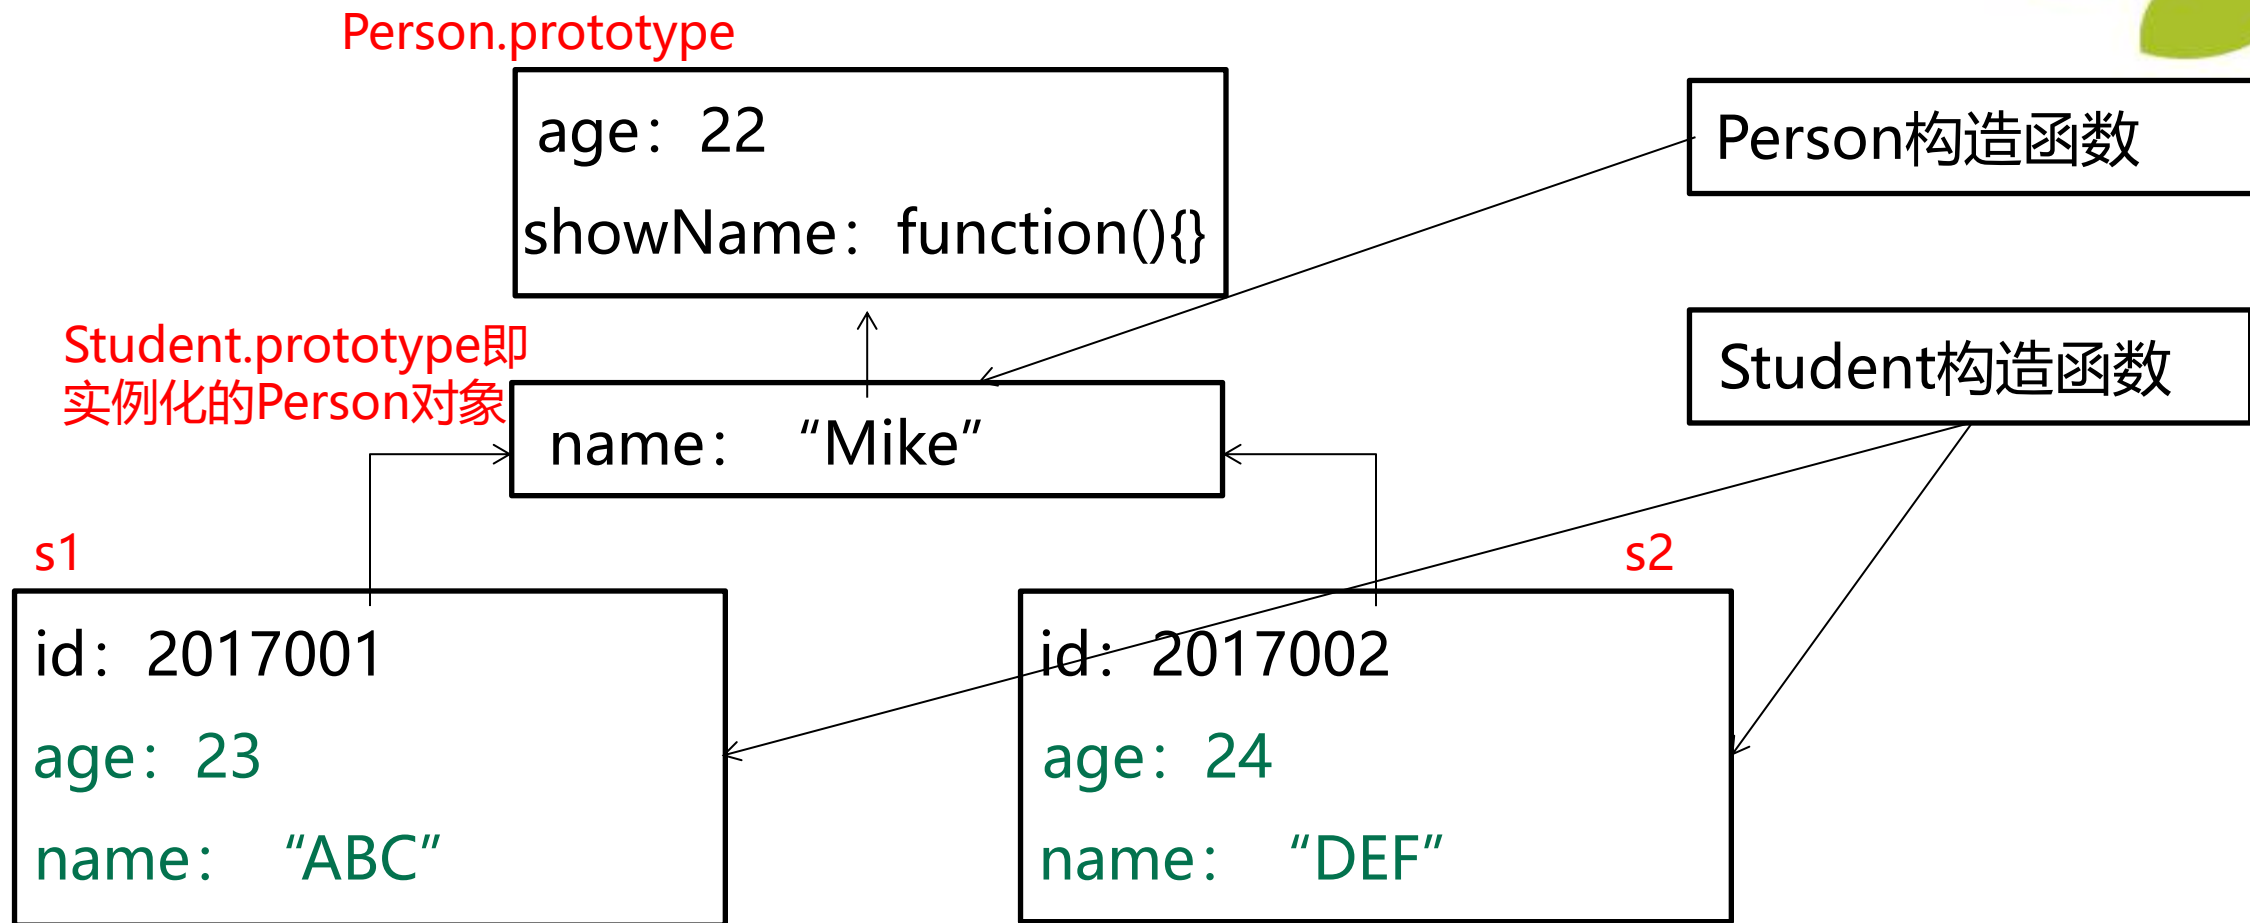 Person.prototype
age：22
showName：function(){}
Person构造函数
Student.prototype即
实例化的Person对象
name： “Mike”
Student构造函数
s1
id：2017001
age：23
name： “ABC”
s2
id：2017002
age：24
name： “DEF”